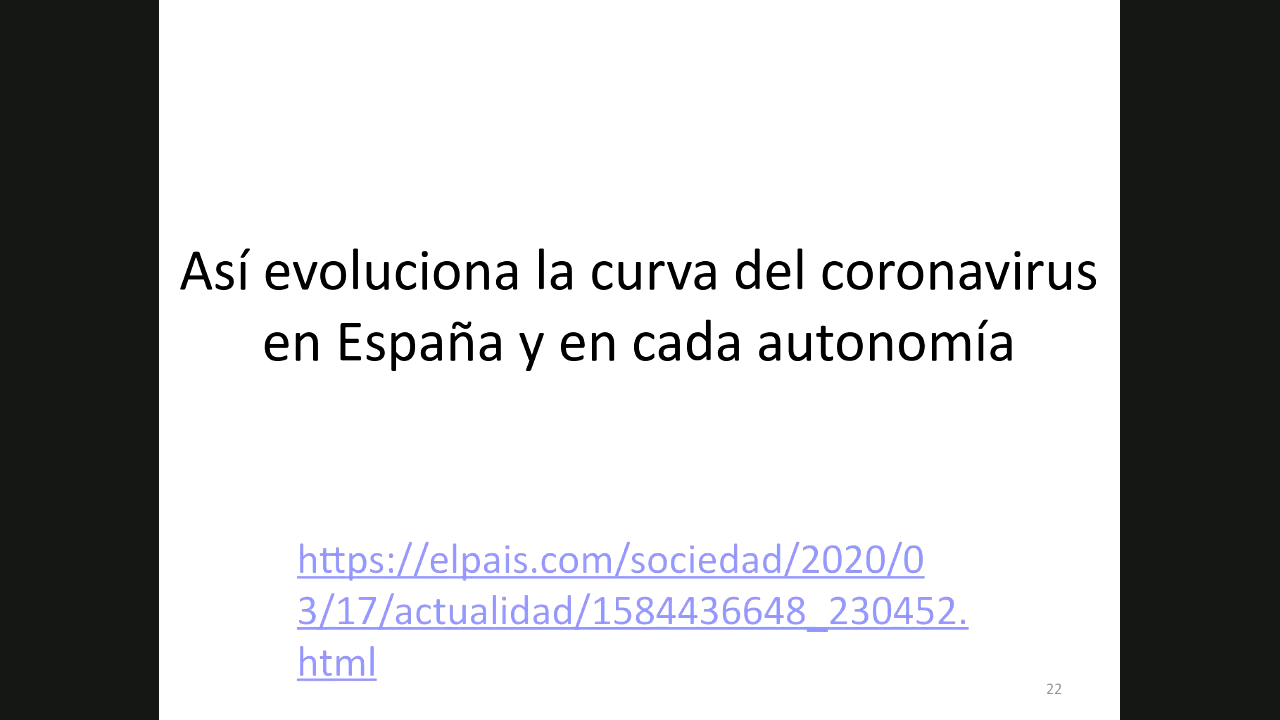 Así evoluciona la curva del coronavirus
en España y en cada autonomía
https://elpais.com/sociedad/2020/0
3/17/actualidad/1584436648_230452.
html
22